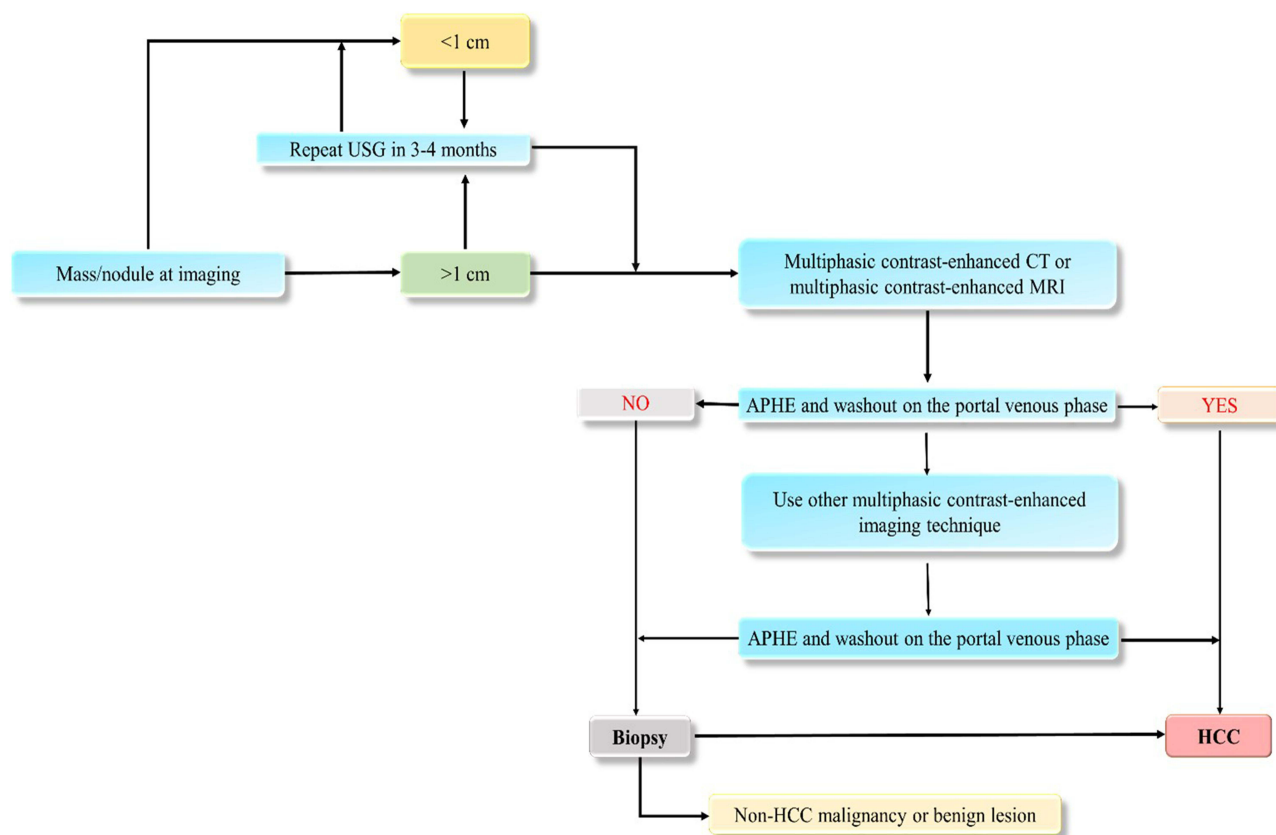 <1 cm
Repeat USG in 3-4 months
Mass/nodule at imaging
>1 cm
Multiphasic contrast-enhanced CT or
multiphasic contrast-enhanced MRI
NO
APHE and washout on the portal venous phase
YES
Use other multiphasic contrast-enhanced
imaging technique
APHE and washout on the portal venous phase
Biopsy
HCC
Non-HCC malignancy or benign lesion